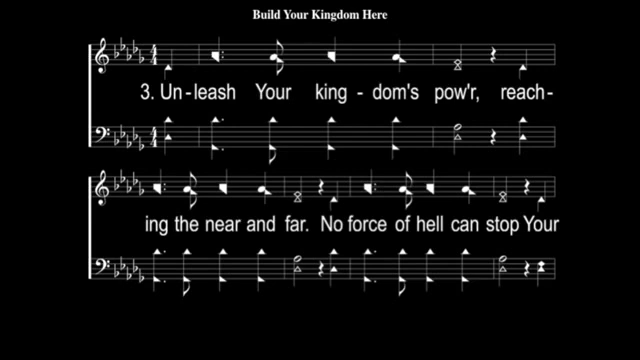 Build Your Kingdom Here
3. Un-leash Your king - dom's pow'r, reach-
ing the near and far. No force of hell can stop Your